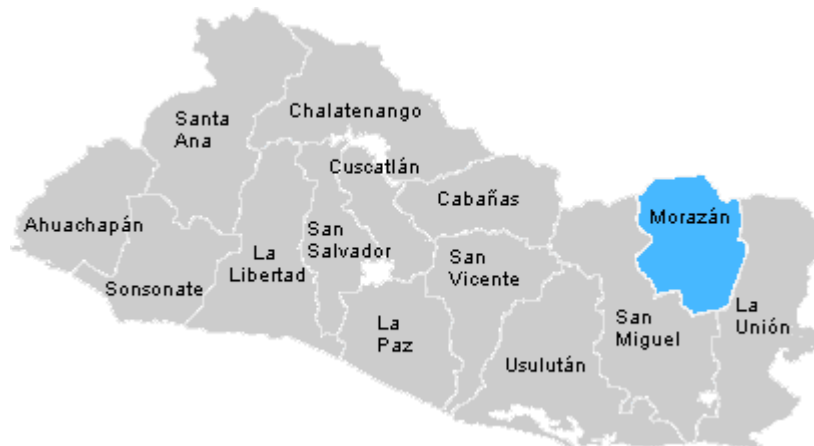 Santa
Ana
Chalatenango
Cuscatlán
Cabañas
Morazán
Ahuachapán
San
Salvador
La
Libertad
San
Vicente
Sonsonate
La
Paz
San
Miguel
La
Unión
Usulután